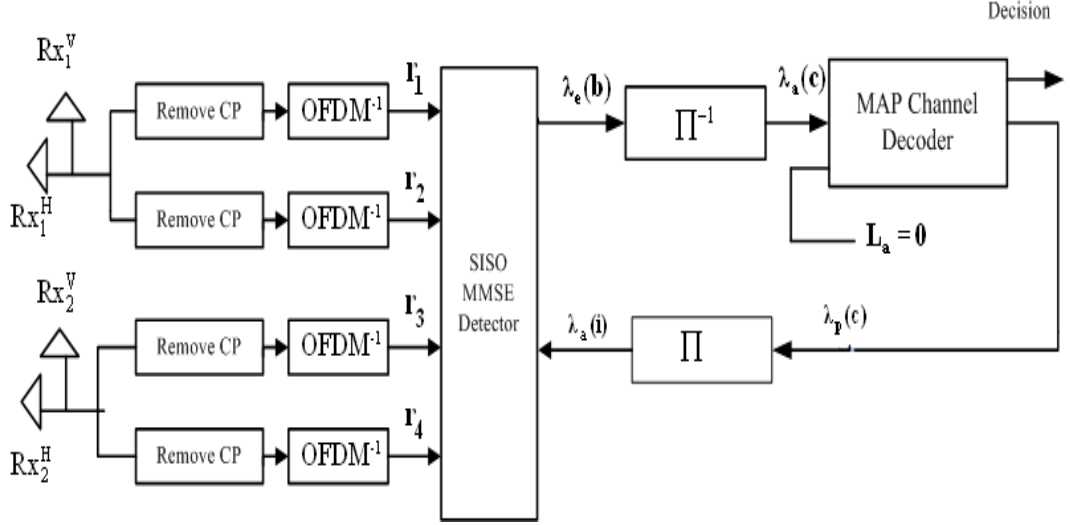 Decision
Rx₁ⱽ
Remove CP
OFDM⁻¹
r₁
λₑ(b)
∏⁻¹
λₐ(c)
MAP Channel
Decoder
Rx₁ᴴ
Remove CP
OFDM⁻¹
r₂
Lₐ = 0
SISO
MMSE
Detector
Rx₂ⱽ
Remove CP
OFDM⁻¹
r₃
λₐ(i)
∏
λₚ(c)
Rx₂ᴴ
Remove CP
OFDM⁻¹
r₄